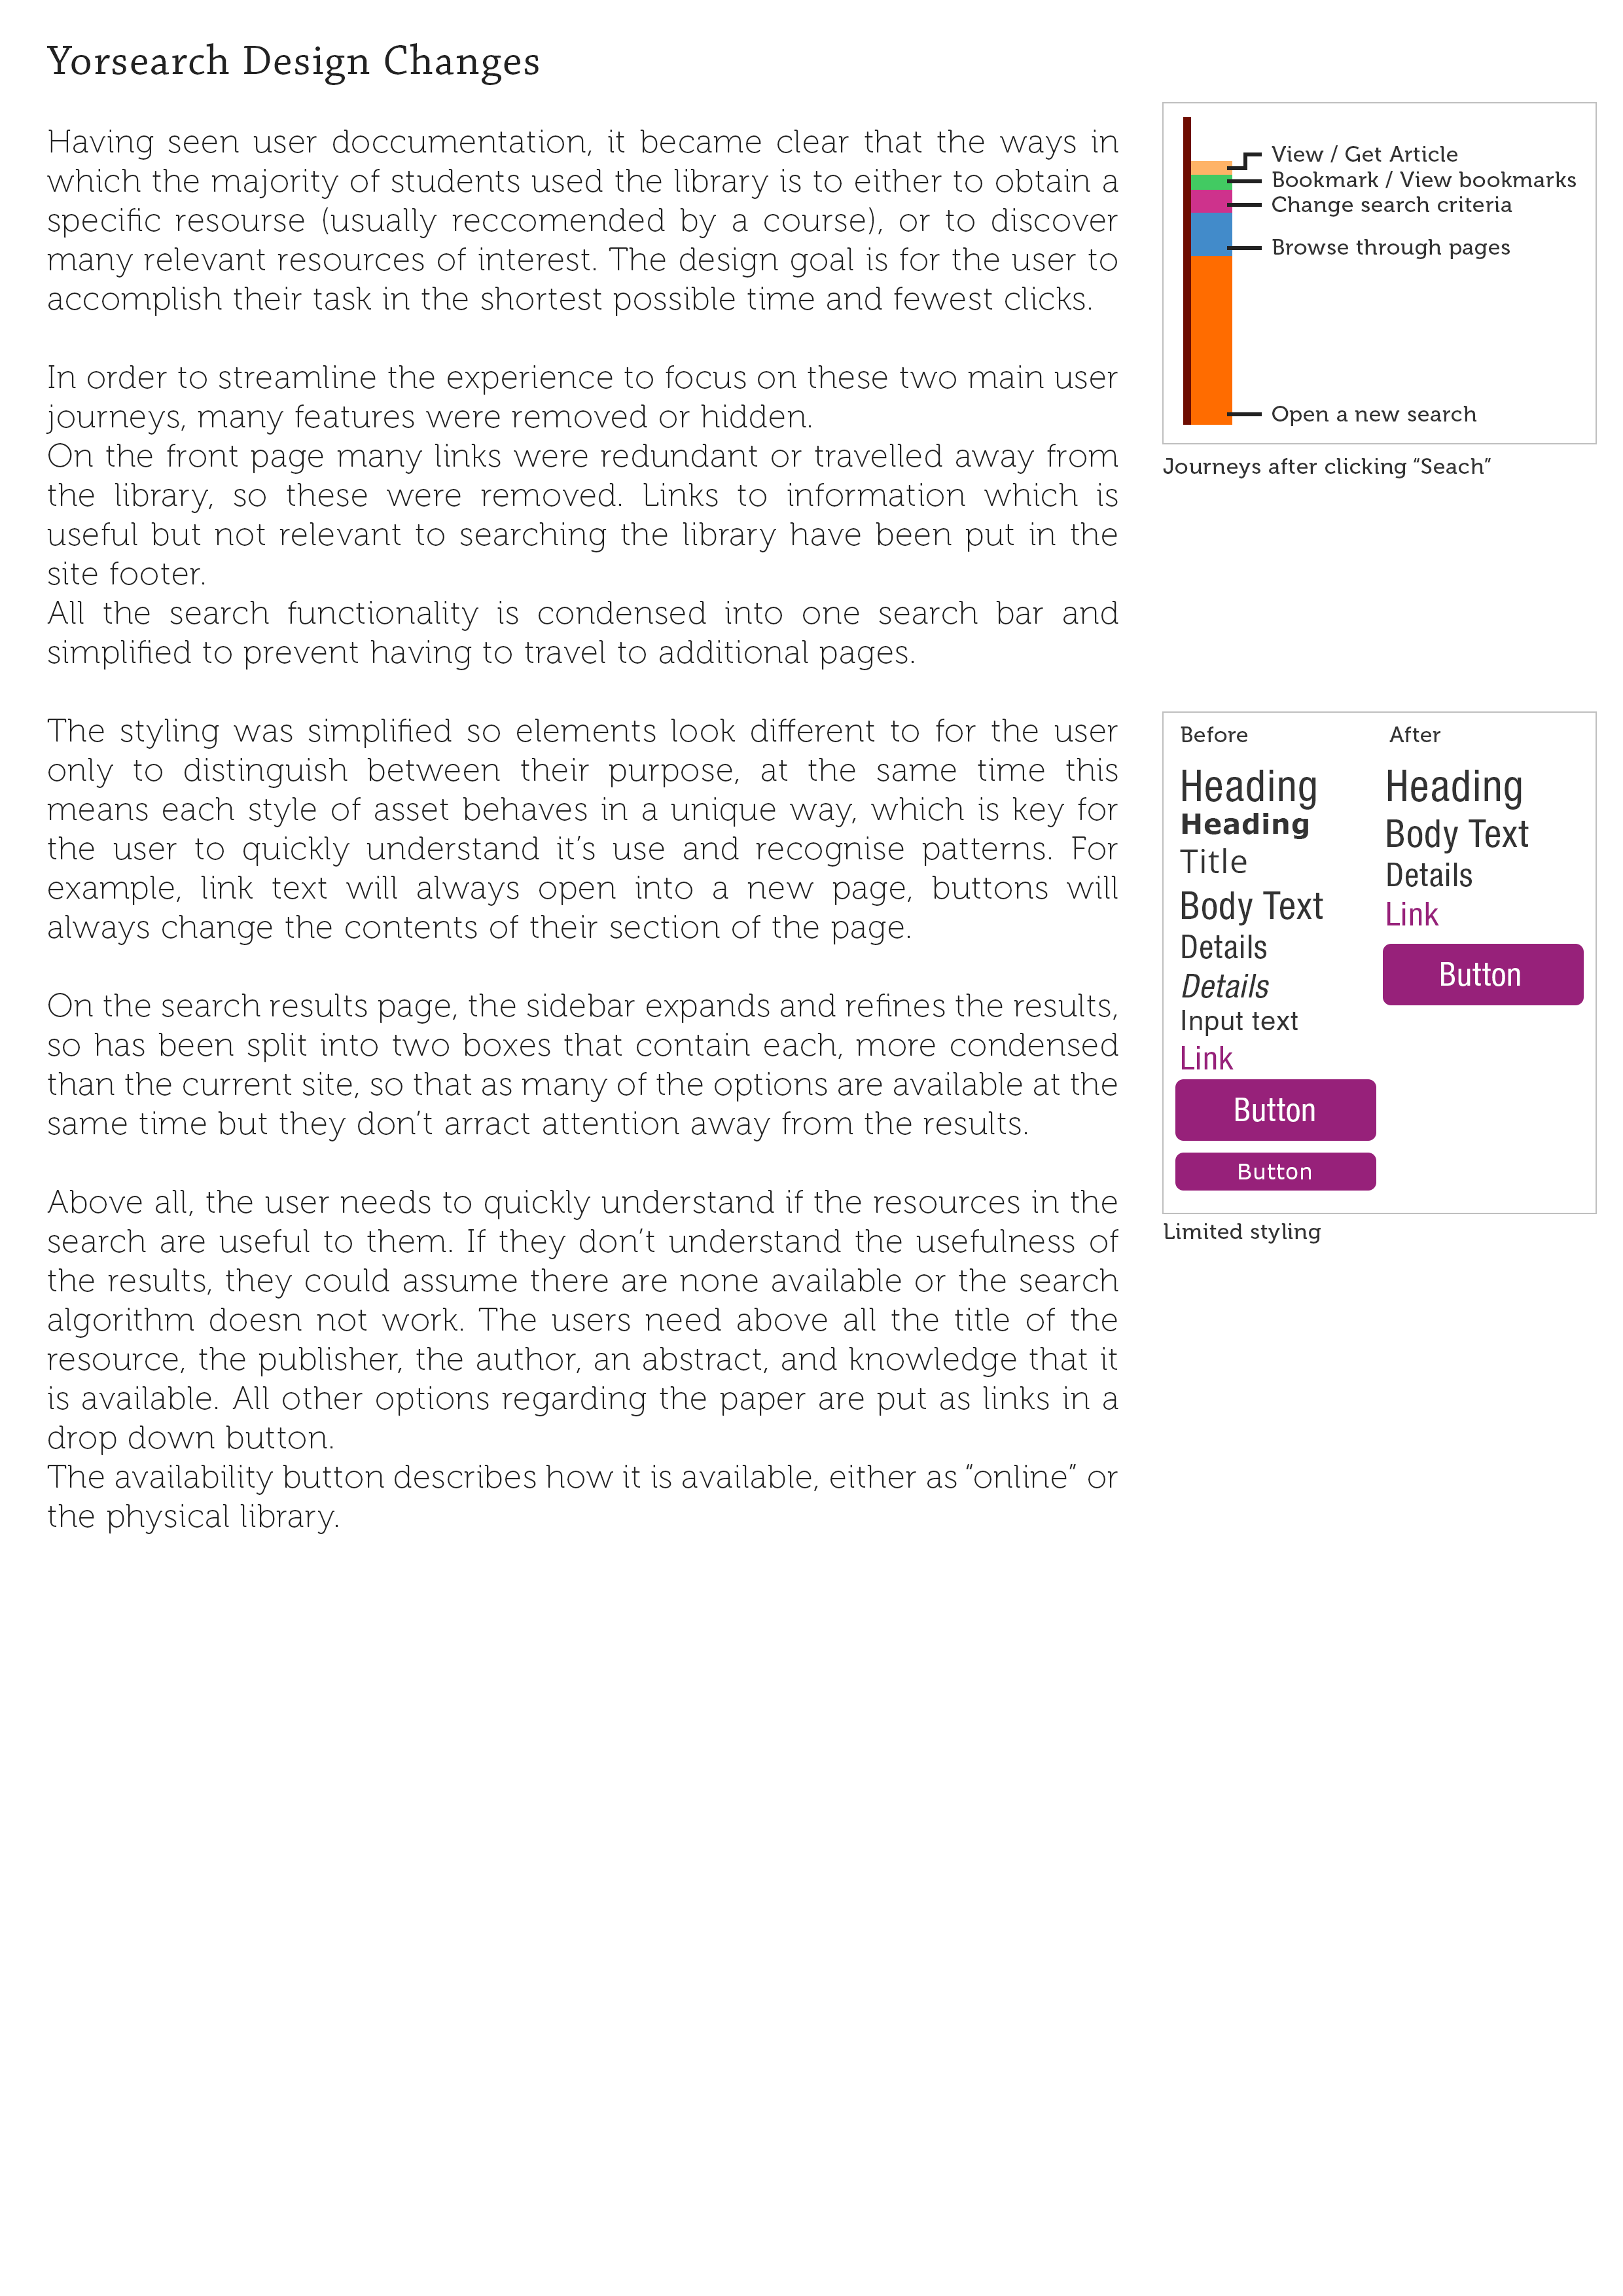 Yorsearch Design Changes
Having seen user doccumentation, it became clear that the ways in
which the majority of students used the library is to either to obtain a
specific resourse (usually reccomended by a course), or to discover
many relevant resources of interest. The design goal is for the user to
accomplish their task in the shortest possible time and fewest clicks.
In order to streamline the experience to focus on these two main user
journeys, many features were removed or hidden.
On the front page many links were redundant or travelled away from
the library, so these were removed. Links to information which is
useful but not relevant to searching the library have been put in the
site footer.
All the search functionality is condensed into one search bar and
simplified to prevent having to travel to additional pages.
The styling was simplified so elements look different to for the user
only to distinguish between their purpose, at the same time this
means each style of asset behaves in a unique way, which is key for
the user to quickly understand it's use and recognise patterns. For
example, link text will always open into a new page, buttons will
always change the contents of their section of the page.
On the search results page, the sidebar expands and refines the results,
so has been split into two boxes that contain each, more condensed
than the current site, so that as many of the options are available at the
same time but they don't arract attention away from the results.
Above all, the user needs to quickly understand if the resources in the
search are useful to them. If they don't understand the usefulness of
the results, they could assume there are none available or the search
algorithm doesn not work. The users need above all the title of the
resource, the publisher, the author, an abstract, and knowledge that it
is available. All other options regarding the paper are put as links in a
drop down button.
The availability button describes how it is available, either as “online” or
the physical library.
View / Get Article
Bookmark / View bookmarks
Change search criteria
Browse through pages
Open a new search
Journeys after clicking “Seach”
Before
Heading
Heading
Title
Body Text
Details
Details
Input text
Link
Button
Button
After
Heading
Body Text
Details
Link
Button
Limited styling